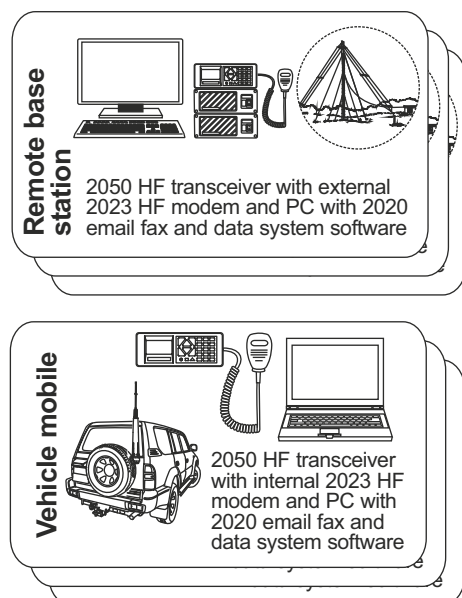 Remote base
station
2050 HF transceiver with external
2023 HF modem and PC with 2020
email fax and data system software
Vehicle mobile
2050 HF transceiver
with internal 2023 HF
modem and PC with
2020 email fax and
data system software